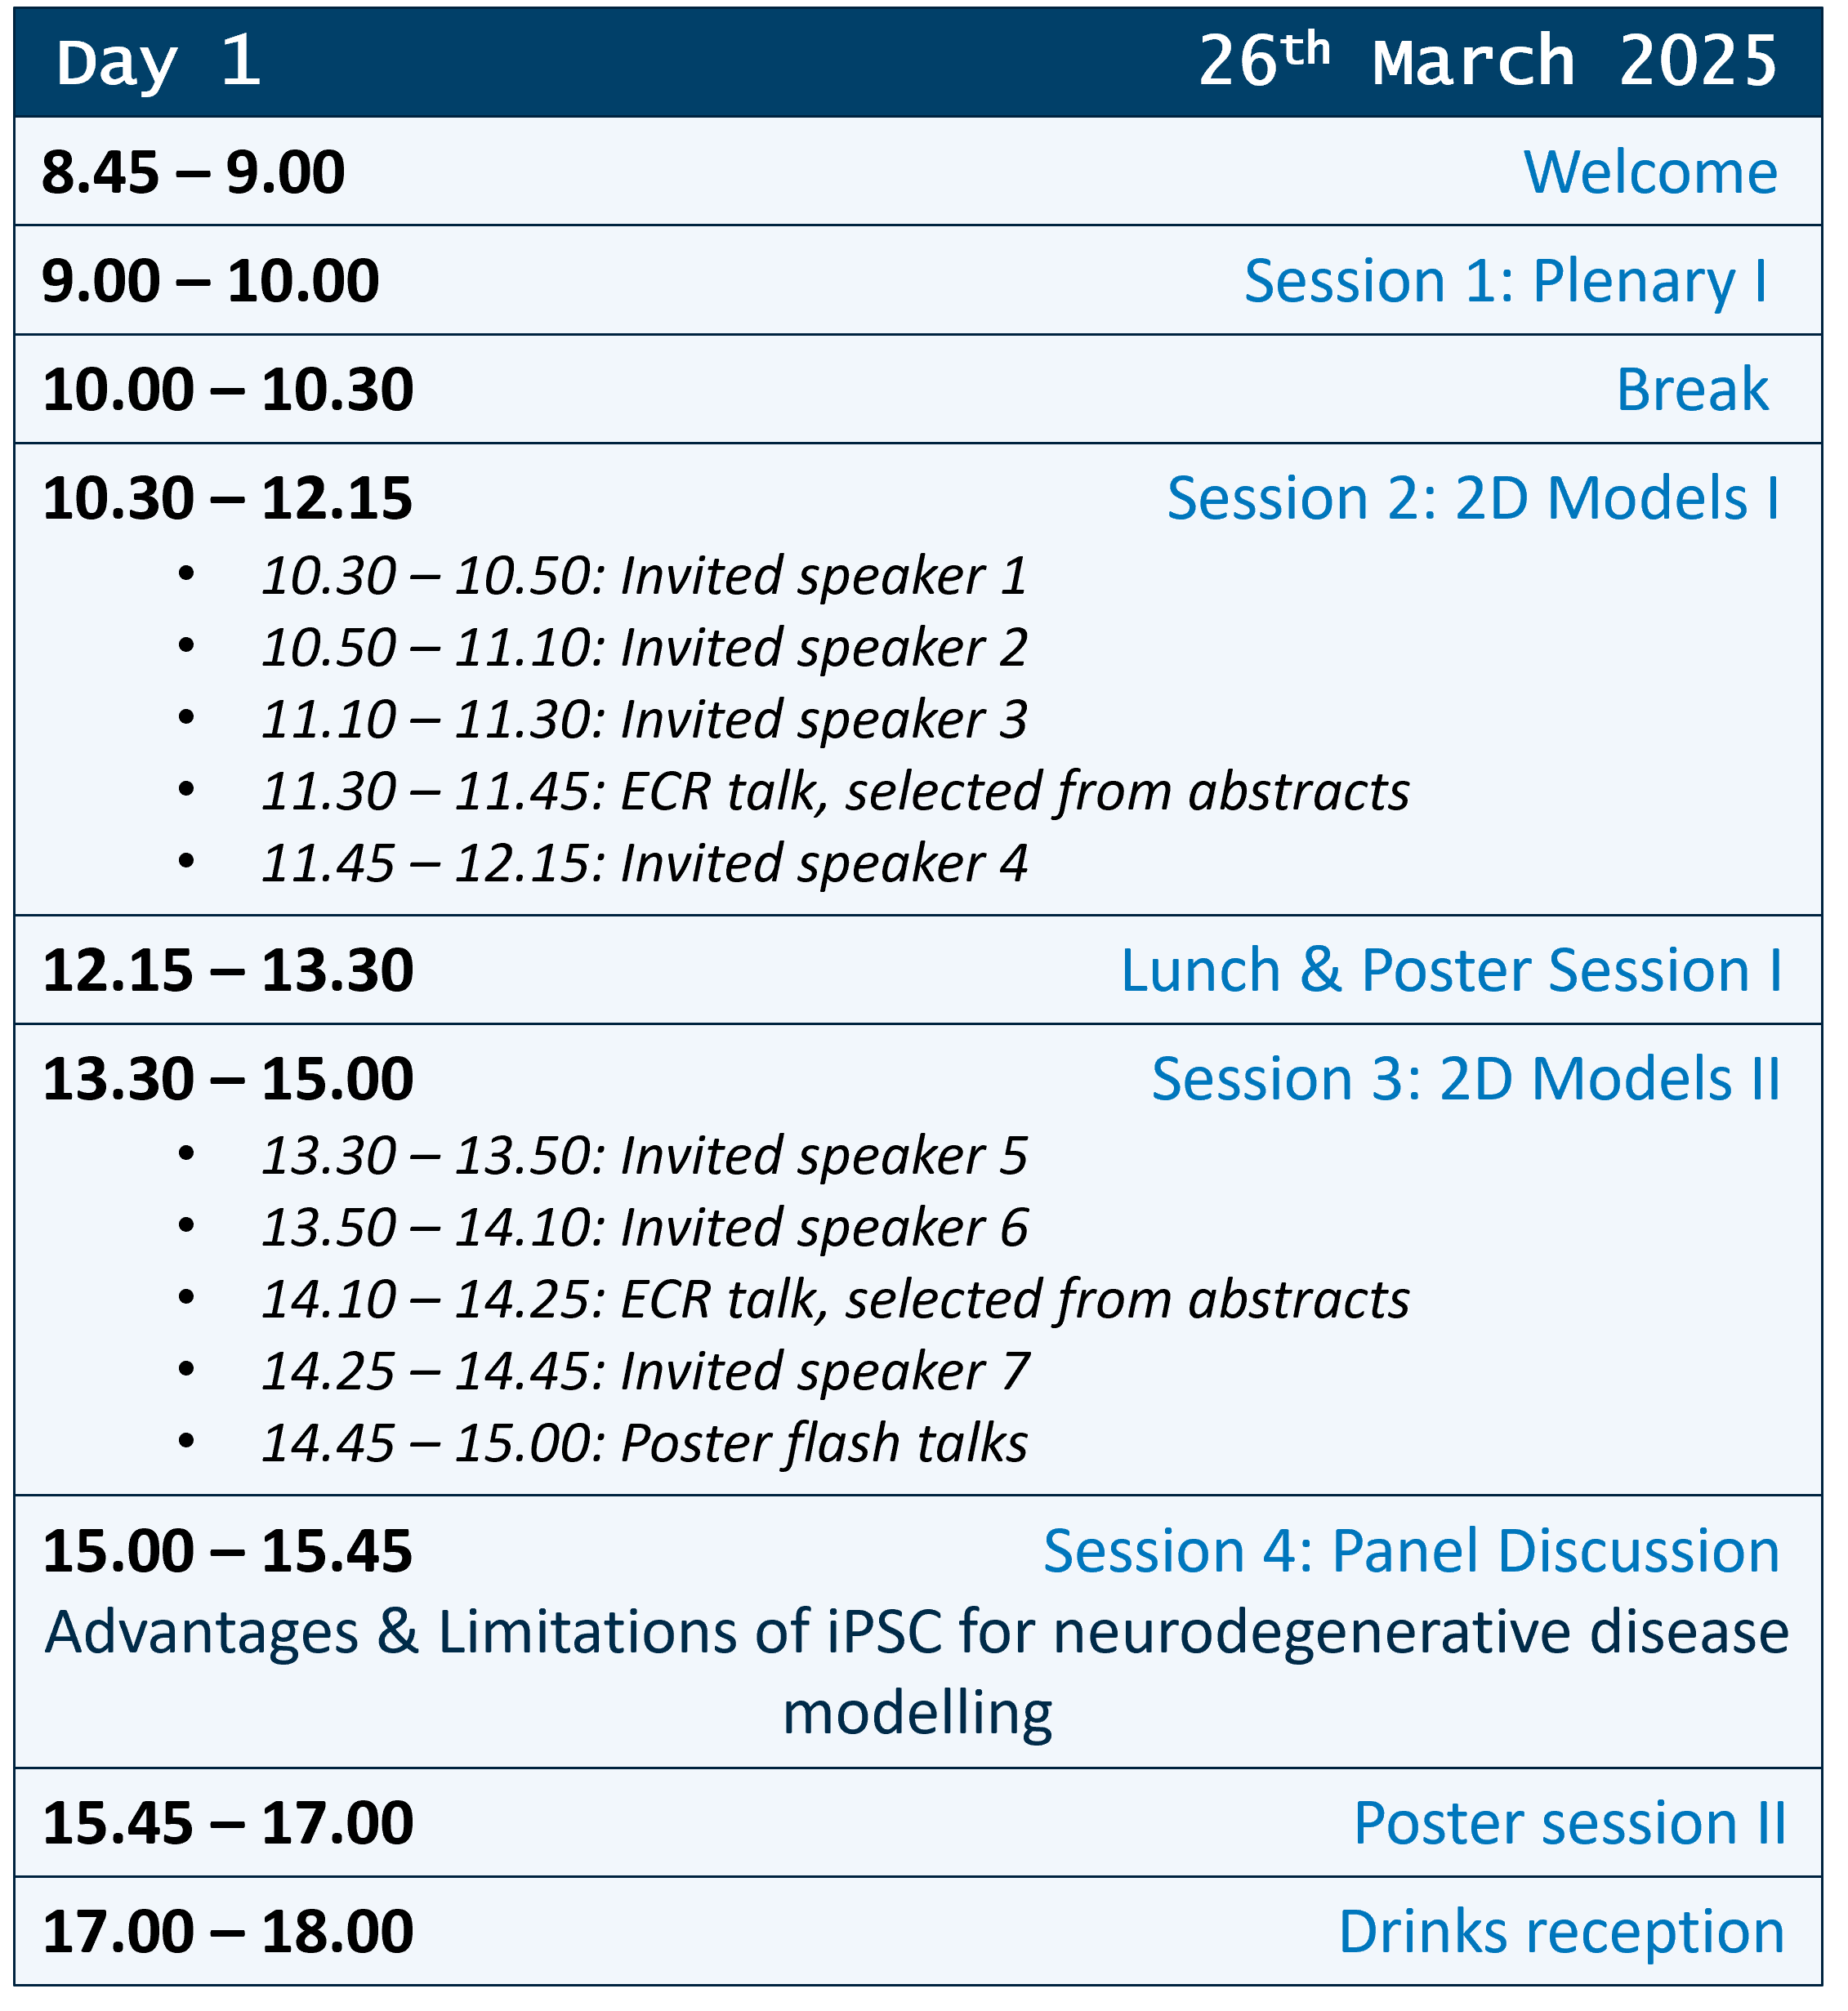 Day 1 26th March 2025
8.45 – 9.00 Welcome
9.00 – 10.00 Session 1: Plenary I
10.00 – 10.30 Break
10.30 – 12.15 Session 2: 2D Models I
• 10.30 – 10.50: Invited speaker 1
• 10.50 – 11.10: Invited speaker 2
• 11.10 – 11.30: Invited speaker 3
• 11.30 – 11.45: ECR talk, selected from abstracts
• 11.45 – 12.15: Invited speaker 4
12.15 – 13.30 Lunch & Poster Session I
13.30 – 15.00 Session 3: 2D Models II
• 13.30 – 13.50: Invited speaker 5
• 13.50 – 14.10: Invited speaker 6
• 14.10 – 14.25: ECR talk, selected from abstracts
• 14.25 – 14.45: Invited speaker 7
• 14.45 – 15.00: Poster flash talks
15.00 – 15.45 Session 4: Panel Discussion
Advantages & Limitations of iPSC for neurodegenerative disease
modelling
15.45 – 17.00 Poster session II
17.00 – 18.00 Drinks reception